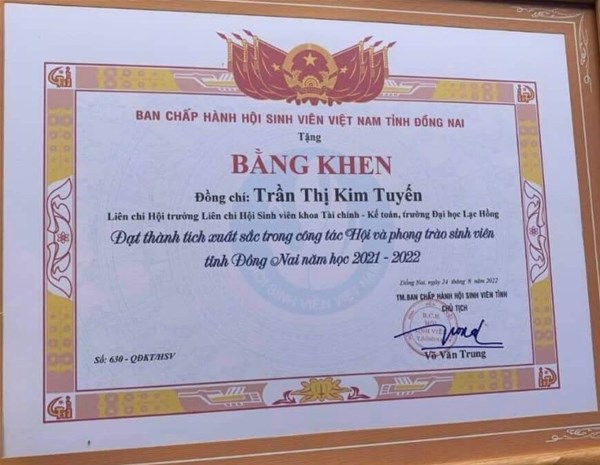 BAN CHẤP HÀNH HỘI SINH VIÊN VIỆT NAM TỈNH ĐỒNG NAI
Tặng
BẰNG KHEN
Đồng chí: Trần Thị Kim Tuyến
Liên chi Hội trưởng Liên chi Hội Sinh viên khoa Tài chính - Kế toán, trường Đại học Lạc Hồng
Đạt thành tích xuất sắc trong công tác Hội và phong trào sinh viên
tỉnh Đồng Nai năm học 2021 - 2022
Đồng Nai, ngày 24 tháng 9 năm 2022
TM.BAN CHẤP HÀNH HỘI SINH VIÊN TỈNH
CHỦ TỊCH
B.C.H
Số: 630 - QĐKT/HSV
Võ Văn Trung